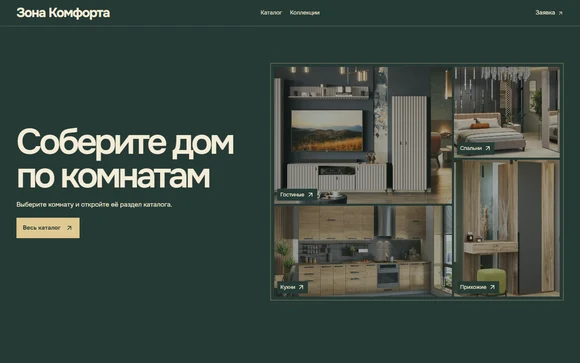 Зона Комфорта
Каталог Коллекции
Заявка
Соберите дом
по комнатам
Выберите комнату и откройте её раздел каталога.
Весь каталог
Гостиные
Спальни
Кухни
Прихожие